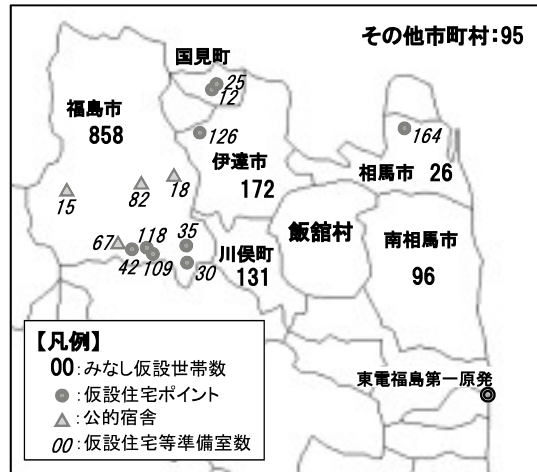 その他市町村:95
国見町
25
12
福島市
858
126
伊達市
172
164
相馬市 26
18
82
15
飯舘村
南相馬市
96
川俣町
131
35
118
67
42
109
30
【凡例】
00:みなし仮設世帯数
:仮設住宅ポイント
:公的宿舎
00:仮設住宅等準備室数
東電福島第一原発